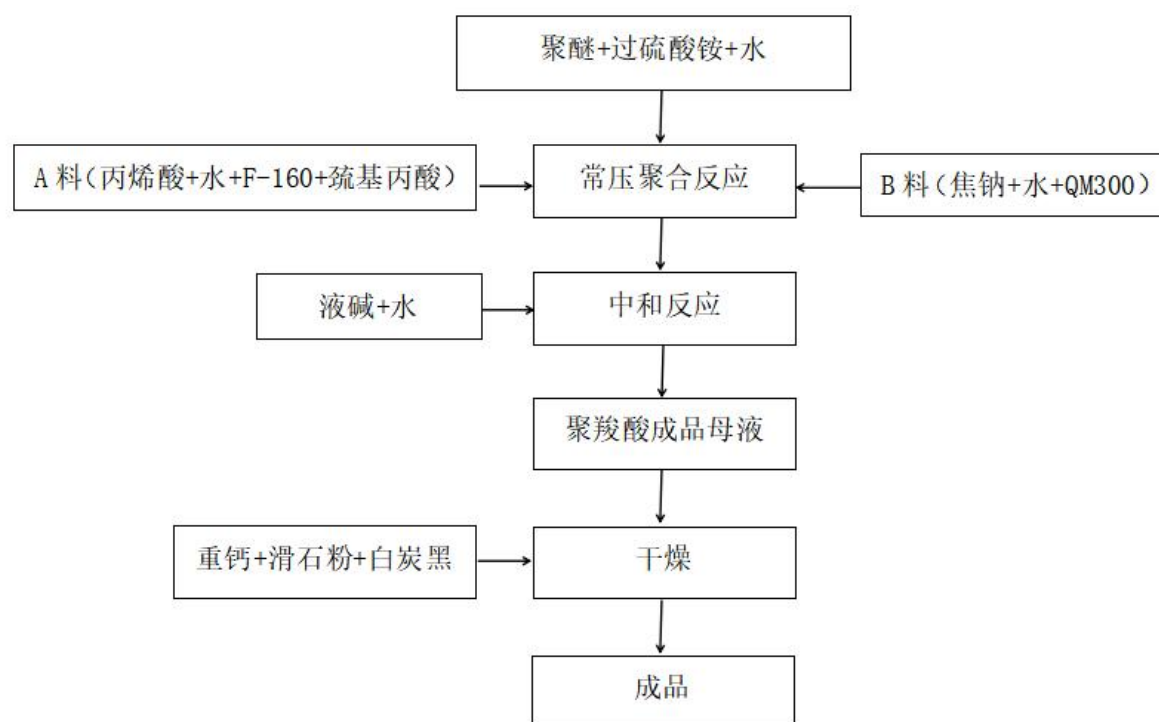 聚醚+过硫酸铵+水
A料(丙烯酸+水+F-160+巯基丙酸)
常压聚合反应
B料(焦钠+水+QM300)
液碱+水
中和反应
聚羧酸成品母液
重钙+滑石粉+白炭黑
干燥
成品